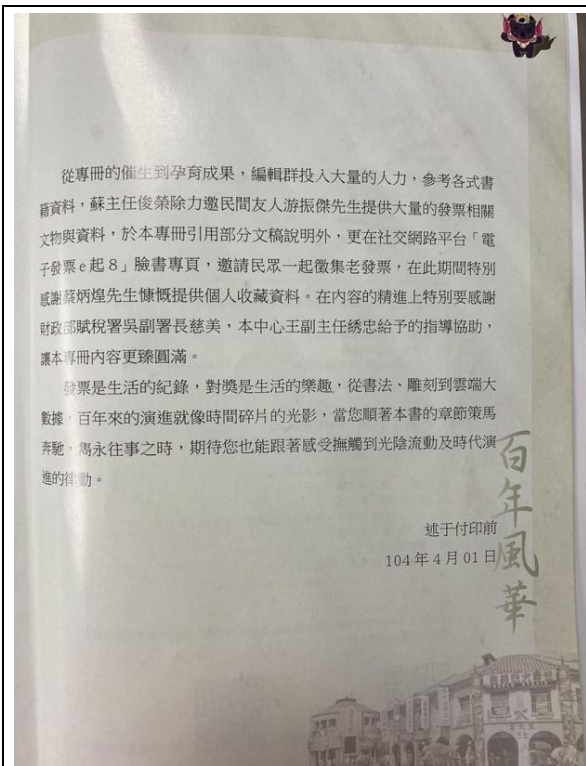 從專冊的催生到孕育成果，編輯群投入大量的人力，參考各式書
籍資料，蘇主任俊榮除力邀民間友人游振傑先生提供大量的發票相關
文物與資料，於本專冊引用部分文稿說明外，更在社交網路平台「電
子發票e起8」臉書專頁，邀請民眾一起徵集老發票，在此期間特別
感謝蔡炳煌先生慷慨提供個人收藏資料。在內容的精進上特別要感謝
財政部賦稅署吳副署長慈美，本中心王副主任綉忠給予的指導協助，
讓本專冊內容更臻圓滿。
發票是生活的紀錄，對獎是生活的樂趣，從書法、雕刻到雲端大
數據，百年來的演進就像時間碎片的光影，當您順著本書的章節策馬
奔馳，雋永往事之時，期待您也能跟著感受撫觸到光陰流動及時代演
進的律動。
述于付印前
104年4月01日
百年風華